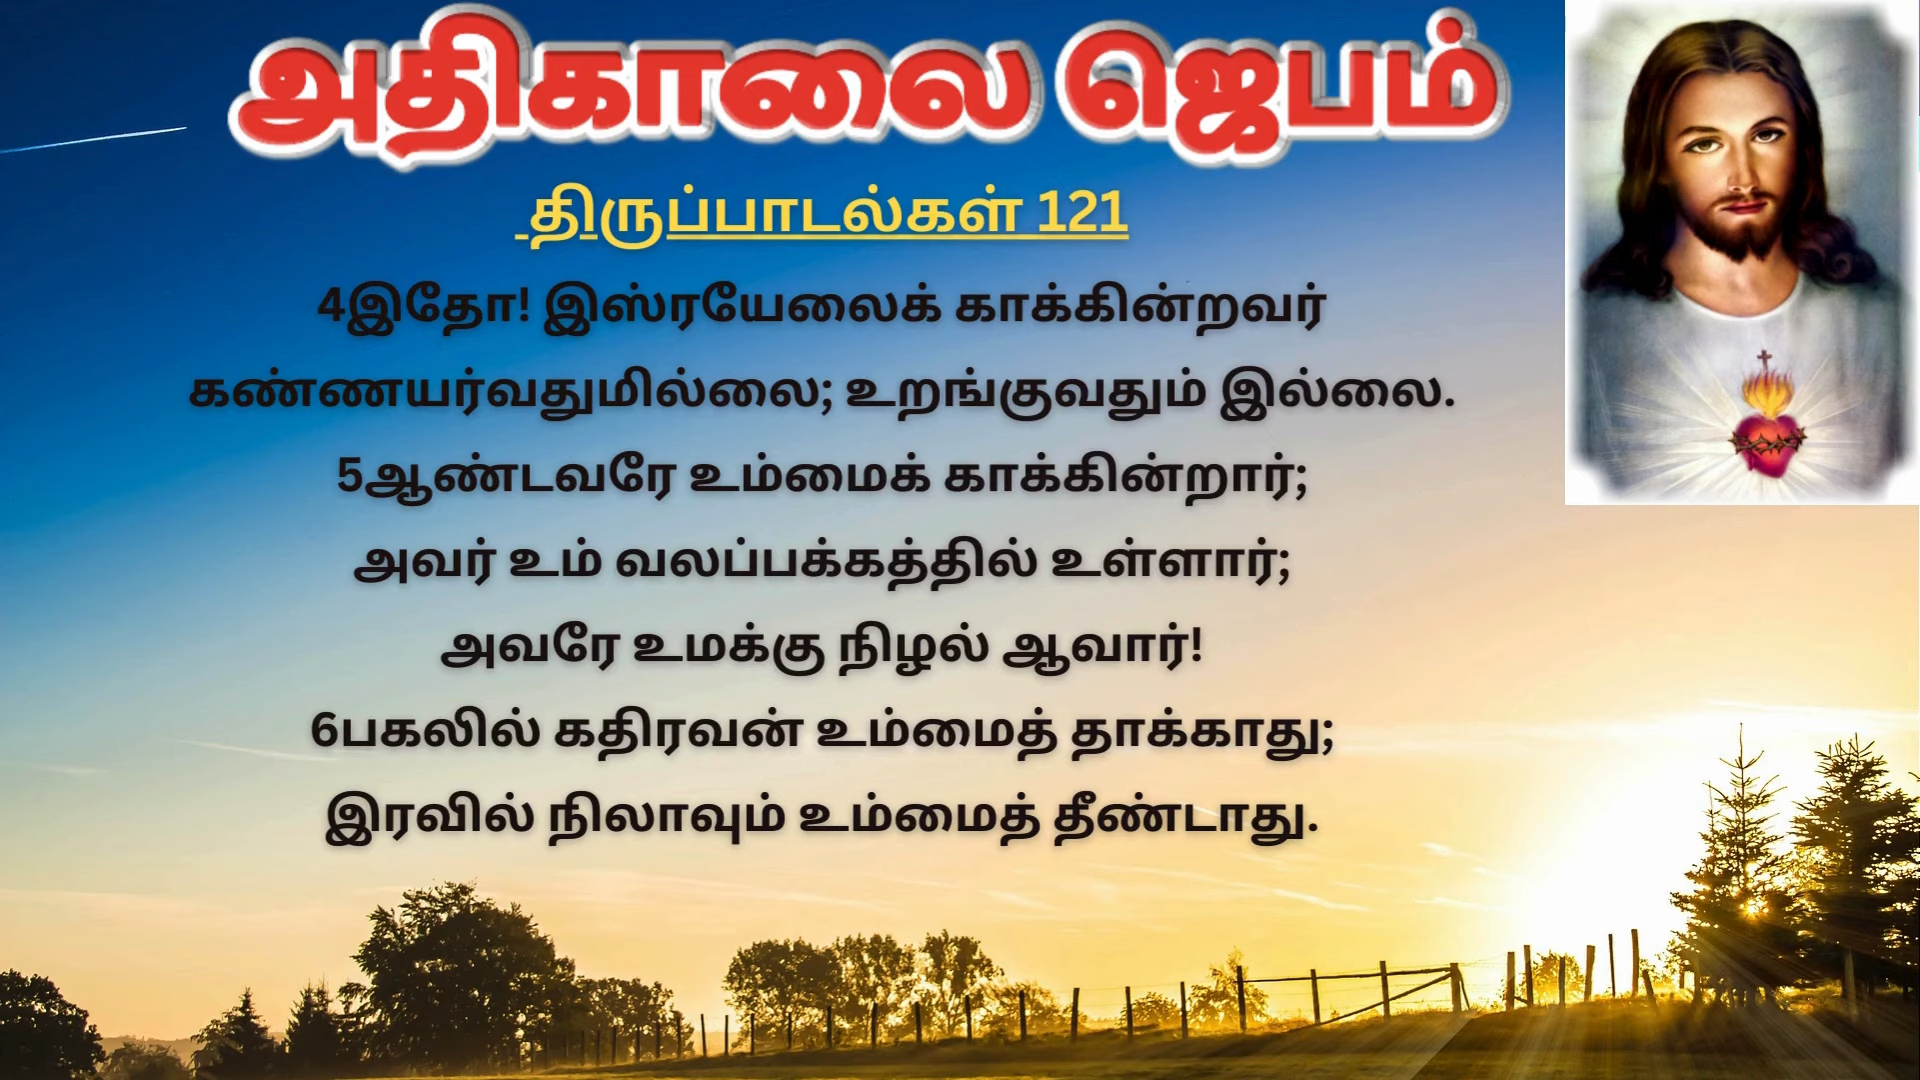 அதிகாலை ஜெபம்
திருப்பாடல்கள் 121
4இதோ! இஸ்ரயேலைக் காக்கின்றவர்
கண்ணயர்வதுமில்லை; உறங்குவதும் இல்லை.
5ஆண்டவரே உம்மைக் காக்கின்றார்;
அவர் உம் வலப்பக்கத்தில் உள்ளார்;
அவரே உமக்கு நிழல் ஆவார்!
6பகலில் கதிரவன் உம்மைத் தாக்காது;
இரவில் நிலாவும் உம்மைத் தீண்டாது.